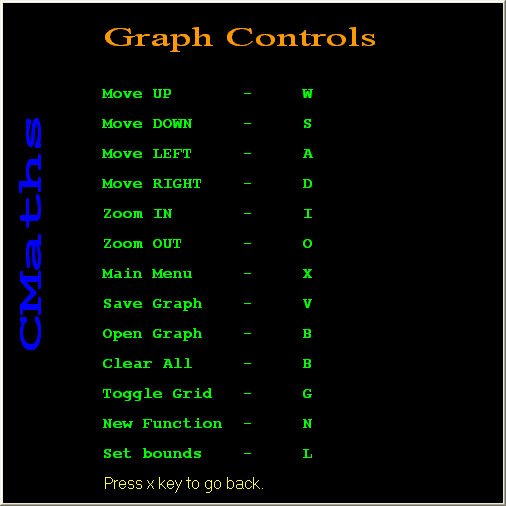 Graph Controls
Move UP - W
Move DOWN - S
Move LEFT - A
Move RIGHT - D
Zoom IN - I
Zoom OUT - O
Main Menu - X
Save Graph - V
Open Graph - B
Clear All - B
Toggle Grid - G
New Function - N
Set bounds - L
Press x key to go back.
CMaths